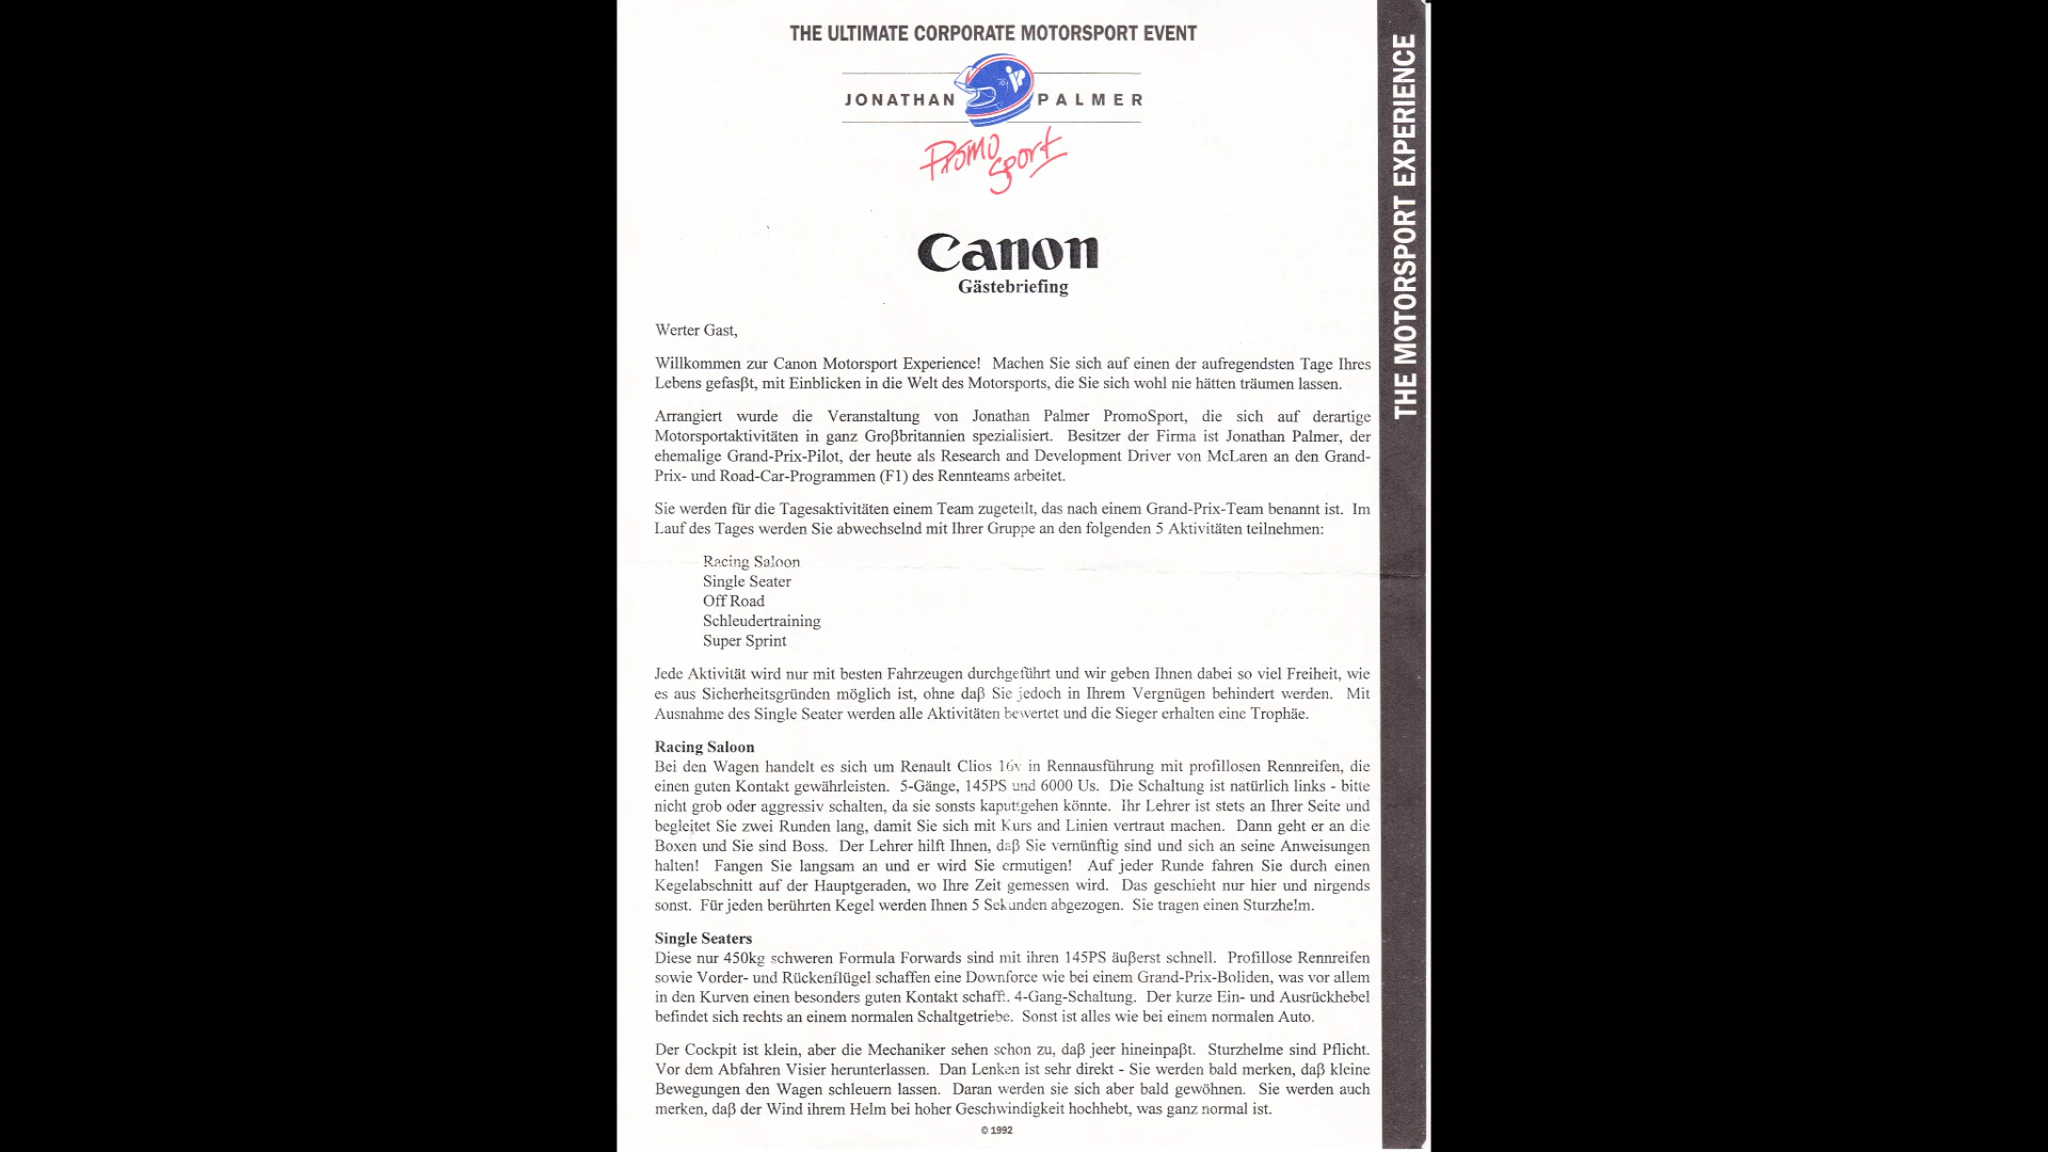 THE ULTIMATE CORPORATE MOTORSPORT EVENT
JONATHAN PALMER
Promo
Sport
THE MOTORSPORT EXPERIENCE
Canon
Gästebriefing
Werter Gast,
Willkommen zur Canon Motorsport Experience! Machen Sie sich auf einen der aufregendsten Tage Ihres
Lebens gefaßt, mit Einblicken in die Welt des Motorsports, die Sie sich wohl nie hätten träumen lassen.
Arrangiert wurde die Veranstaltung von Jonathan Palmer PromoSport, die sich auf derartige
Motorsportaktivitäten in ganz Großbritannien spezialisiert. Besitzer der Firma ist Jonathan Palmer, der
ehemalige Grand-Prix-Pilot, der heute als Research and Development Driver von McLaren an den Grand-
Prix- und Road-Car-Programmen (F1) des Rennteams arbeitet.
Sie werden für die Tagesaktivitäten einem Team zugeteilt, das nach einem Grand-Prix-Team benannt ist. Im
Lauf des Tages werden Sie abwechselnd mit Ihrer Gruppe an den folgenden 5 Aktivitäten teilnehmen:
Racing Saloon
Single Seater
Off Road
Schleudertraining
Super Sprint
Jede Aktivität wird nur mit besten Fahrzeugen durchgeführt und wir geben Ihnen dabei so viel Freiheit, wie
es aus Sicherheitsgründen möglich ist, ohne daß Sie jedoch in Ihrem Vergnügen behindert werden. Mit
Ausnahme des Single Seater werden alle Aktivitäten bewertet und die Sieger erhalten eine Trophäe.
Racing Saloon
Bei den Wagen handelt es sich um Renault Clios 16v in Rennausführung mit profillosen Rennreifen, die
einen guten Kontakt gewährleisten. 5-Gänge, 145PS und 6000 Us. Die Schaltung ist natürlich links - bitte
nicht grob oder aggressiv schalten, da sie sonsts kaputtgehen könnte. Ihr Lehrer ist stets an Ihrer Seite und
begleitet Sie zwei Runden lang, damit Sie sich mit Kurs and Linien vertraut machen. Dann geht er an die
Boxen und Sie sind Boss. Der Lehrer hilft Ihnen, daß Sie vernünftig sind und sich an seine Anweisungen
halten! Fangen Sie langsam an und er wird Sie ermutigen! Auf jeder Runde fahren Sie durch einen
Kegelabschnitt auf der Hauptgeraden, wo Ihre Zeit gemessen wird. Das geschieht nur hier und nirgends
sonst. Für jeden berührten Kegel werden Ihnen 5 Sekunden abgezogen. Sie tragen einen Sturzhelm.
Single Seaters
Diese nur 450kg schweren Formula Forwards sind mit ihren 145PS äußerst schnell. Profillose Rennreifen
sowie Vorder- und Rückenflügel schaffen eine Downforce wie bei einem Grand-Prix-Boliden, was vor allem
in den Kurven einen besonders guten Kontakt schafft. 4-Gang-Schaltung. Der kurze Ein- und Ausrückhebel
befindet sich rechts an einem normalen Schaltgetriebe. Sonst ist alles wie bei einem normalen Auto.
Der Cockpit ist klein, aber die Mechaniker sehen schon zu, daß jeer hineinpaßt. Sturzhelme sind Pflicht.
Vor dem Abfahren Visier herunterlassen. Dan Lenken ist sehr direkt - Sie werden bald merken, daß kleine
Bewegungen den Wagen schleuern lassen. Daran werden sie sich aber bald gewöhnen. Sie werden auch
merken, daß der Wind ihrem Helm bei hoher Geschwindigkeit hochhebt, was ganz normal ist.
© 1992